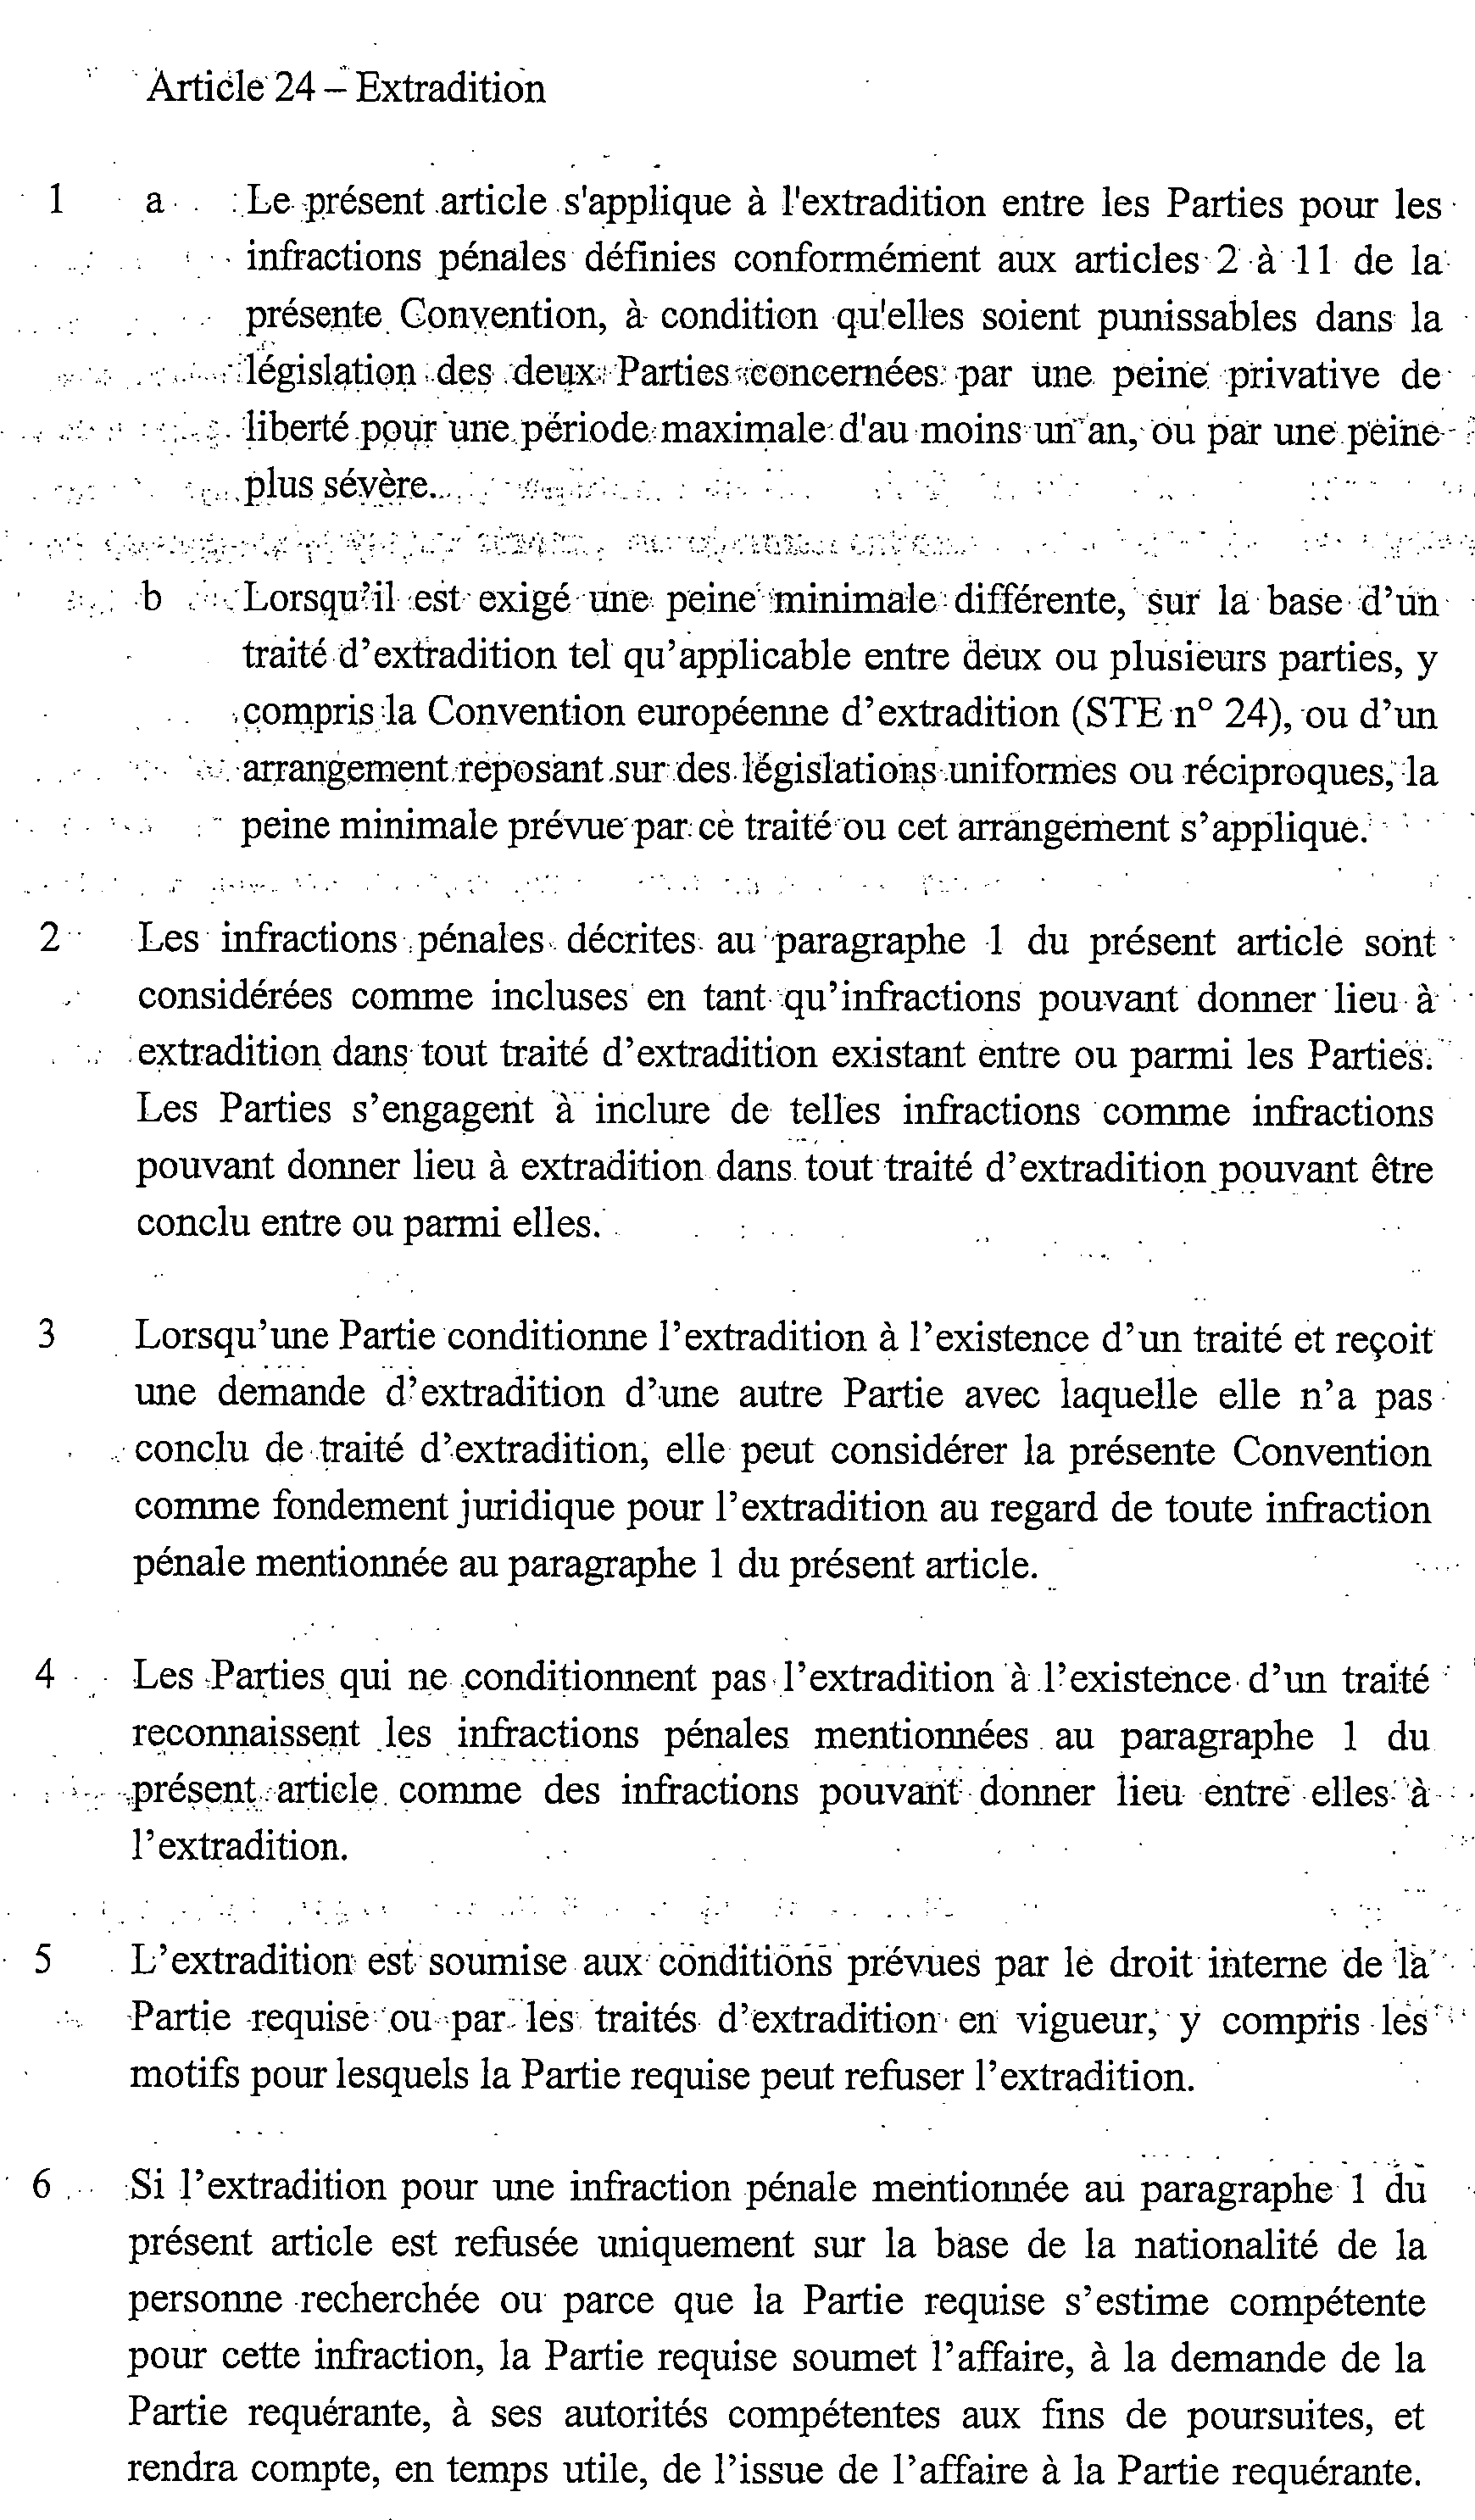 Article 24 – Extradition
1 a Le présent article s'applique à l'extradition entre les Parties pour les
infractions pénales définies conformément aux articles 2 à 11 de la
présente Convention, à condition qu'elles soient punissables dans la
législation des deux Parties concernées par une peine privative de
liberté pour une période maximale d'au moins un an, ou par une peine
plus sévère.
b Lorsqu’il est exigé une peine minimale différente, sur la base d’un
traité d’extradition tel qu’applicable entre deux ou plusieurs parties, y
compris la Convention européenne d’extradition (STE n° 24), ou d’un
arrangement reposant sur des législations uniformes ou réciproques, la
peine minimale prévue par ce traité ou cet arrangement s’applique.
2 Les infractions pénales décrites au paragraphe 1 du présent article sont
considérées comme incluses en tant qu’infractions pouvant donner lieu à
extradition dans tout traité d’extradition existant entre ou parmi les Parties.
Les Parties s’engagent à inclure de telles infractions comme infractions
pouvant donner lieu à extradition dans tout traité d’extradition pouvant être
conclu entre ou parmi elles.
3 Lorsqu’une Partie conditionne l’extradition à l’existence d’un traité et reçoit
une demande d’extradition d’une autre Partie avec laquelle elle n’a pas
conclu de traité d’extradition, elle peut considérer la présente Convention
comme fondement juridique pour l’extradition au regard de toute infraction
pénale mentionnée au paragraphe 1 du présent article.
4 Les Parties qui ne conditionnent pas l’extradition à l’existence d’un traité
reconnaissent les infractions pénales mentionnées au paragraphe 1 du
présent article comme des infractions pouvant donner lieu entre elles à
l’extradition.
5 L’extradition est soumise aux conditions prévues par le droit interne de la
Partie requise ou par les traités d’extradition en vigueur, y compris les
motifs pour lesquels la Partie requise peut refuser l’extradition.
6 Si l’extradition pour une infraction pénale mentionnée au paragraphe 1 du
présent article est refusée uniquement sur la base de la nationalité de la
personne recherchée ou parce que la Partie requise s’estime compétente
pour cette infraction, la Partie requise soumet l’affaire, à la demande de la
Partie requérante, à ses autorités compétentes aux fins de poursuites, et
rendra compte, en temps utile, de l’issue de l’affaire à la Partie requérante.